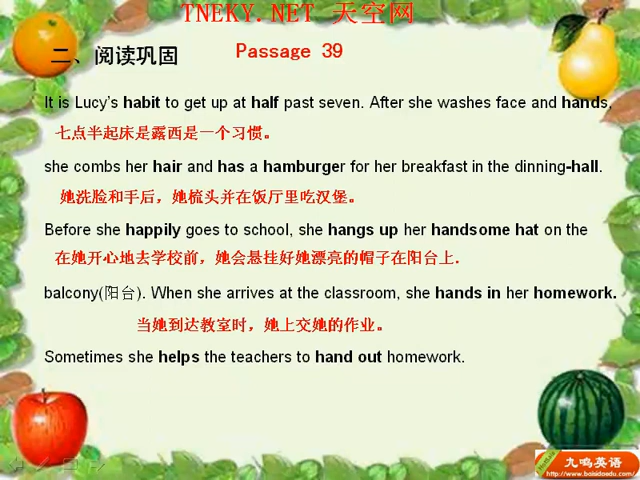 TNEKY.NET 天空网
二、阅读巩固
Passage 39
It is Lucy's habit to get up at half past seven. After she washes face and hands,
七点半起床是露西是一个习惯。
she combs her hair and has a hamburger for her breakfast in the dinning-hall.
她洗脸和手后，她梳头并在饭厅里吃汉堡。
Before she happily goes to school, she hangs up her handsome hat on the
在她开心地去学校前，她会悬挂好她漂亮的帽子在阳台上.
balcony(阳台). When she arrives at the classroom, she hands in her homework.
当她到达教室时，她上交她的作业。
Sometimes she helps the teachers to hand out homework.
九鸣英语
http://www.boisidoedu.com/